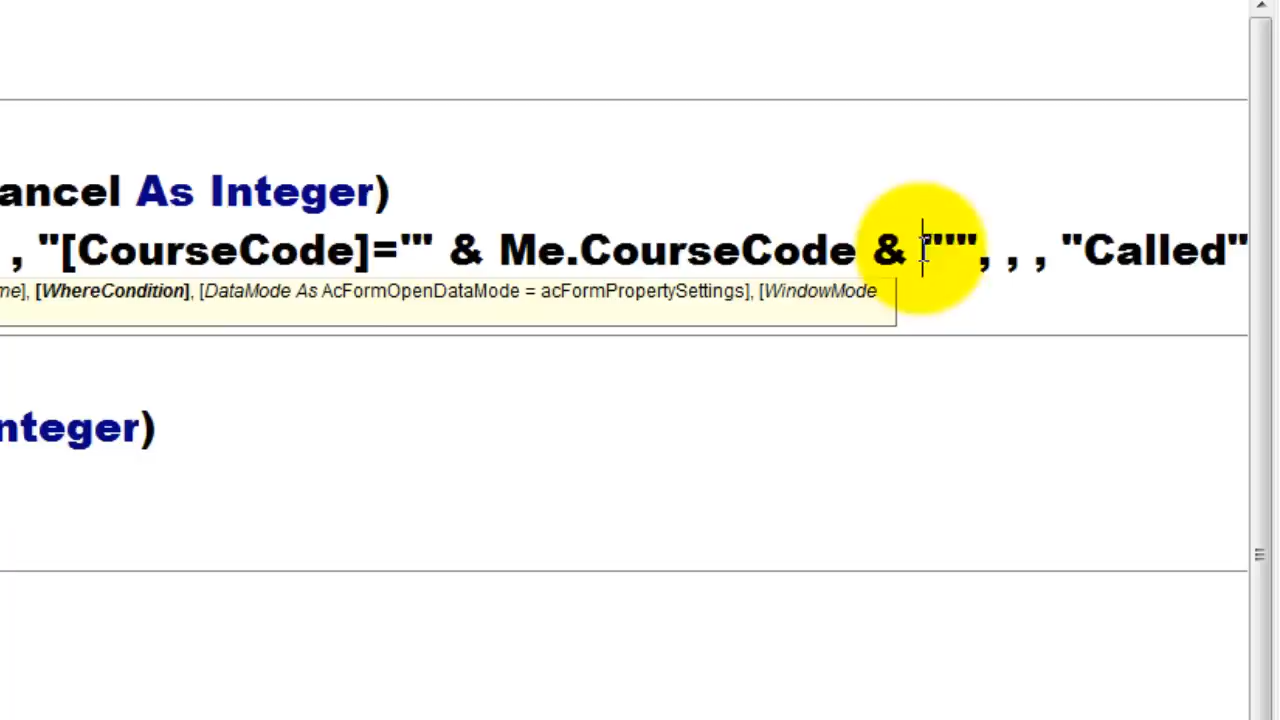 ancel As Integer)
, "[CourseCode]='" & Me.CourseCode & "'", , , "Called"
me], [WhereCondition], [DataMode As AcFormOpenDataMode = acFormPropertySettings], [WindowMode
nteger)